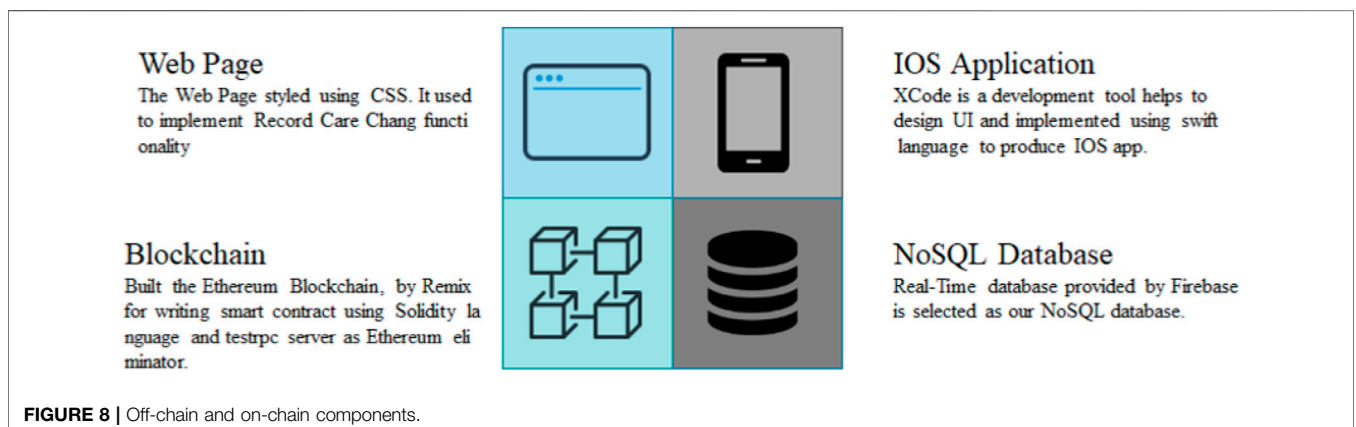 Web Page
The Web Page styled using CSS. It used
to implement Record Care Chang functi
onality
IOS Application
XCode is a development tool helps to
design UI and implemented using swift
language to produce IOS app.
Blockchain
Built the Ethereum Blockchain, by Remix
for writing smart contract using Solidity la
nguage and testrpc server as Ethereum eli
minator.
NoSQL Database
Real-Time database provided by Firebase
is selected as our NoSQL database.
FIGURE 8 | Off-chain and on-chain components.